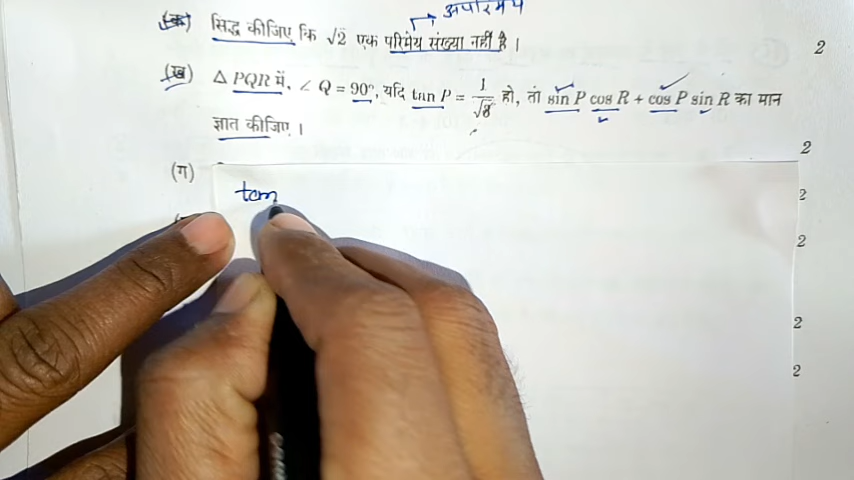 अपरिमेय
(क) सिद्ध कीजिए कि √2 एक परिमेय संख्या नहीं है । 2
(ख) △ PQR में, ∠ Q = 90°, यदि tan P = 1/√8 हो, तो sin P cos R + cos P sin R का मान
ज्ञात कीजिए । 2
(ग) 2
tan
2
2
2